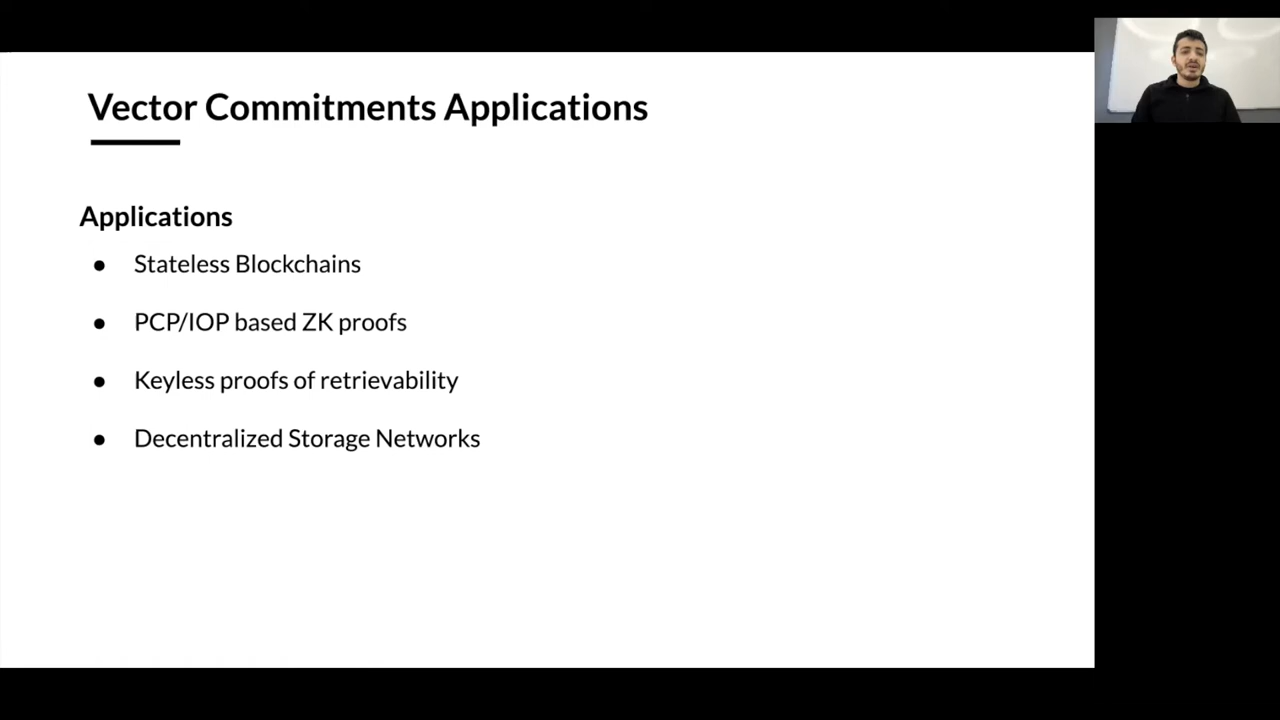 Vector Commitments Applications
Applications
● Stateless Blockchains
● PCP/IOP based ZK proofs
● Keyless proofs of retrievability
● Decentralized Storage Networks